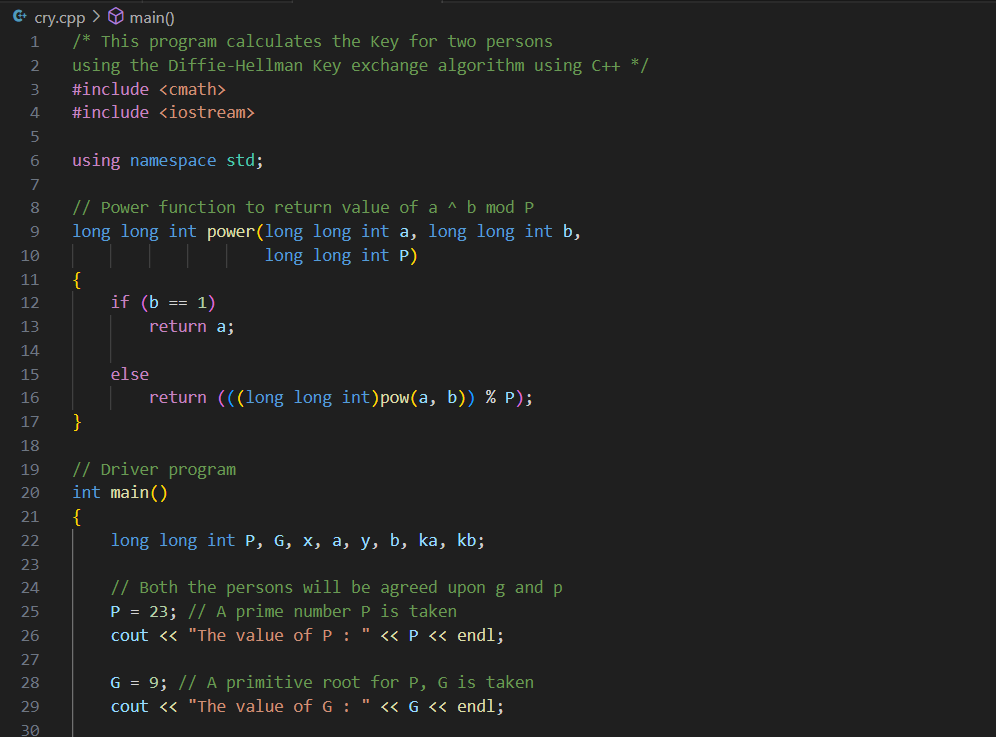 cry.cpp > main()
1 /* This program calculates the Key for two persons
2 using the Diffie-Hellman Key exchange algorithm using C++ */
3 #include <cmath>
4 #include <iostream>
5
6 using namespace std;
7
8 // Power function to return value of a ^ b mod P
9 long long int power(long long int a, long long int b,
10                     long long int P)
11 {
12     if (b == 1)
13         return a;
14
15     else
16         return (((long long int)pow(a, b)) % P);
17 }
18
19 // Driver program
20 int main()
21 {
22     long long int P, G, x, a, y, b, ka, kb;
23
24     // Both the persons will be agreed upon g and p
25     P = 23; // A prime number P is taken
26     cout << "The value of P : " << P << endl;
27
28     G = 9; // A primitive root for P, G is taken
29     cout << "The value of G : " << G << endl;
30